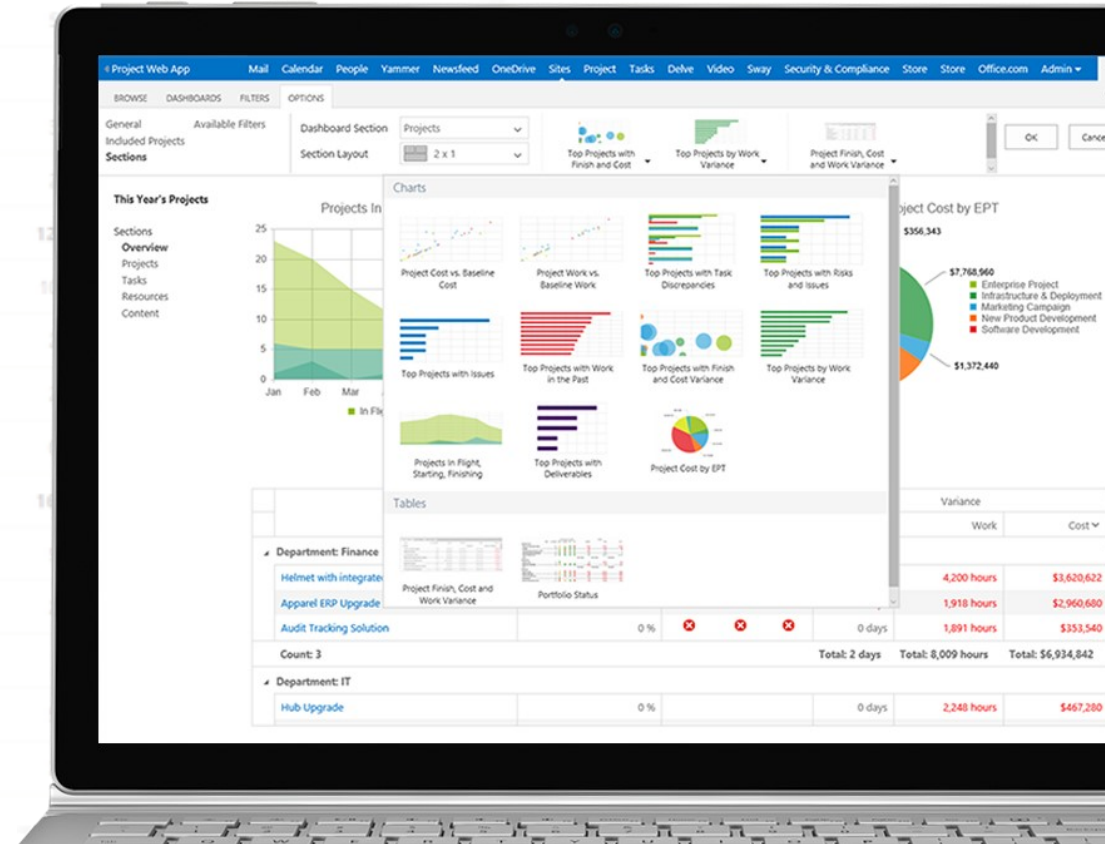 Project Web App Mail Calendar People Yammer Newsfeed OneDrive Sites Project Tasks Delve Video Sway Security & Compliance Store Store Office.com Admin
BROWSE DASHBOARDS FILTERS OPTIONS
General Available Filters
Included Projects
Sections
Dashboard Section Projects
Section Layout 2 x 1
Top Projects with
Finish and Cost
Top Projects by Work
Variance
Project Finish, Cost
and Work Variance
OK Cance
This Year's Projects
Sections
Overview
Projects
Tasks
Resources
Content
Projects In
25
20
15
10
5
0
Jan Feb Mar
In Flig
Charts
Project Cost vs. Baseline
Cost
Project Work vs.
Baseline Work
Top Projects with Task
Discrepancies
Top Projects with Risks
and Issues
Top Projects with Issues
Top Projects with Work
in the Past
Top Projects with Finish
and Cost Variance
Top Projects by Work
Variance
Projects In Flight,
Starting, Finishing
Top Projects with
Deliverables
Project Cost by EPT
Tables
Project Finish, Cost and
Work Variance
Portfolio Status
oject Cost by EPT
$356,343
$7,768,960
Enterprise Project
Infrastructure & Deployment
Marketing Campaign
New Product Development
Software Development
$1,372,440
Variance
Work Cost
Department: Finance
Helmet with integrate 4,200 hours $3,620,622
Apparel ERP Upgrade 1,918 hours $2,960,680
Audit Tracking Solution 0 % 0 days 1,891 hours $353,540
Count: 3 Total: 2 days Total: 8,009 hours Total: $6,934,842
Department: IT
Hub Upgrade 0 % 0 days 2,248 hours $467,280